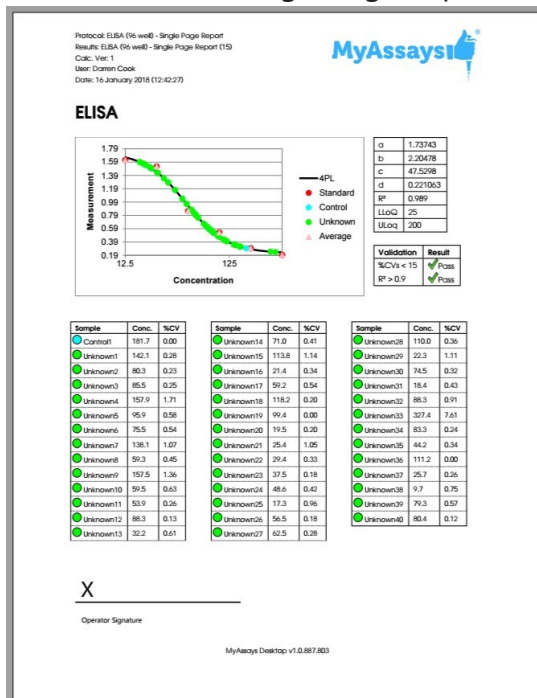 Protocol: ELISA (96 well) - Single Page Report
Results: ELISA (96 well) - Single Page Report (15)
Calc. Ver: 1
User: Darren Cook
Date: 16 January 2018 (12:42:27)
MyAssays
ELISA
1.79
1.59
1.39
1.19
0.99
0.79
0.59
0.39
0.19
Measurement
12.5 125
Concentration
4PL
Standard
Control
Unknown
Average
a 1.73743
b 2.20478
c 47.5298
d 0.221063
R² 0.989
LLoQ 25
ULoq 200
Validation Result
%CVs < 15 Pass
R² > 0.9 Pass
Sample Conc. %CV
Control1 181.7 0.00
Unknown1 142.1 0.28
Unknown2 80.3 0.23
Unknown3 85.5 0.25
Unknown4 157.9 1.71
Unknown5 95.9 0.58
Unknown6 75.5 0.54
Unknown7 138.1 1.07
Unknown8 59.3 0.45
Unknown9 157.5 1.36
Unknown10 59.5 0.63
Unknown11 53.9 0.26
Unknown12 88.3 0.13
Unknown13 32.2 0.61
Sample Conc. %CV
Unknown14 71.0 0.41
Unknown15 113.8 1.14
Unknown16 21.4 0.34
Unknown17 59.2 0.54
Unknown18 118.2 0.20
Unknown19 99.4 0.00
Unknown20 19.5 0.20
Unknown21 25.4 1.05
Unknown22 29.4 0.33
Unknown23 37.5 0.18
Unknown24 48.6 0.42
Unknown25 17.3 0.96
Unknown26 56.5 0.18
Unknown27 62.5 0.28
Sample Conc. %CV
Unknown28 110.0 0.36
Unknown29 22.3 1.11
Unknown30 74.5 0.32
Unknown31 18.4 0.43
Unknown32 88.3 0.91
Unknown33 327.4 7.61
Unknown34 83.3 0.24
Unknown35 44.2 0.34
Unknown36 111.2 0.00
Unknown37 25.7 0.26
Unknown38 9.7 0.75
Unknown39 79.3 0.57
Unknown40 80.4 0.12
X
Operator Signature
MyAssays Desktop v1.0.887.803